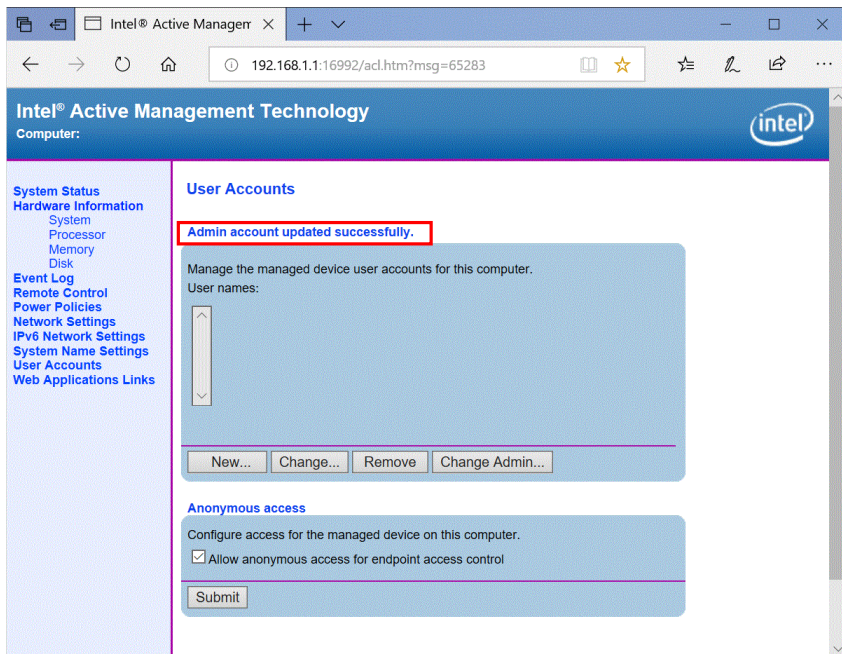 Intel® Active Managem
192.168.1.1:16992/acl.htm?msg=65283
Intel® Active Management Technology
Computer:
intel
System Status
Hardware Information
System
Processor
Memory
Disk
Event Log
Remote Control
Power Policies
Network Settings
IPv6 Network Settings
System Name Settings
User Accounts
Web Applications Links
User Accounts
Admin account updated successfully.
Manage the managed device user accounts for this computer.
User names:
New... Change... Remove Change Admin...
Anonymous access
Configure access for the managed device on this computer.
Allow anonymous access for endpoint access control
Submit